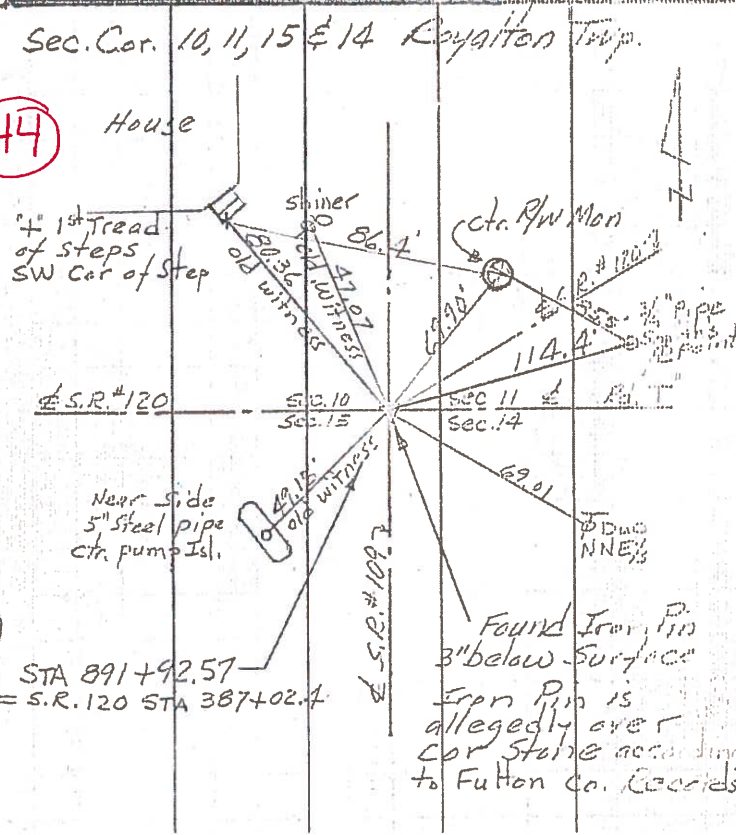 Sec. Cor. 10, 11, 15 & 14 Royalton Twp.
44
House
"+" 1st Tread
of Steps
SW Cor of Step
shiner
80.36
old witness
47.07
old witness
86.4'
ctr. R/W Mon
℄ S.R. #120
3/4" Pipe
114.4'
℄ S.R. #120
Sec. 10
Sec. 15
Sec 11
Sec. 14
℄
49.15'
old witness
69.01
NNE/s
Near Side
5" Steel pipe
ctr. pump Isl.
℄ S.R. #109
Found Iron Pin
3" below Surface
STA 891+92.57
= S.R. 120 STA 387+02.4
Iron Pin is
allegedly over
cor Stone according
to Fulton Co. Records